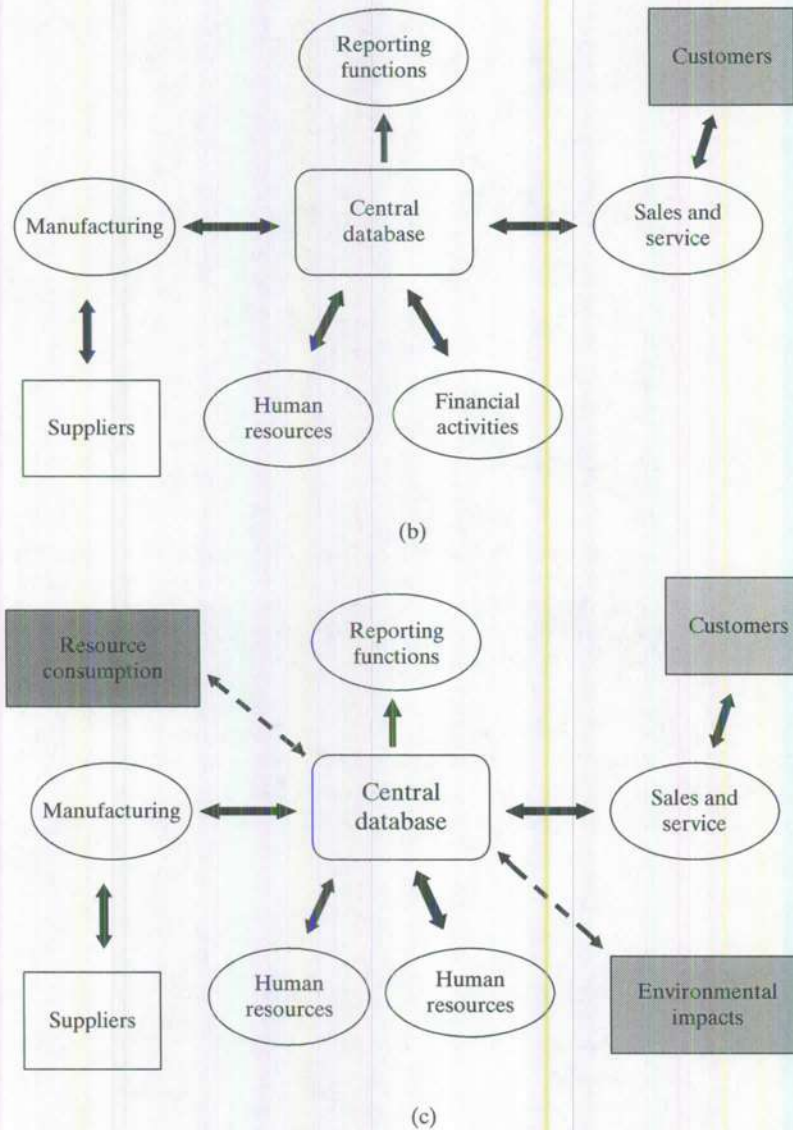 Reporting
functions
Customers
Manufacturing
Central
database
Sales and
service
Suppliers
Human
resources
Financial
activities
(b)
Resource
consumption
Reporting
functions
Customers
Manufacturing
Central
database
Sales and
service
Suppliers
Human
resources
Human
resources
Environmental
impacts
(c)